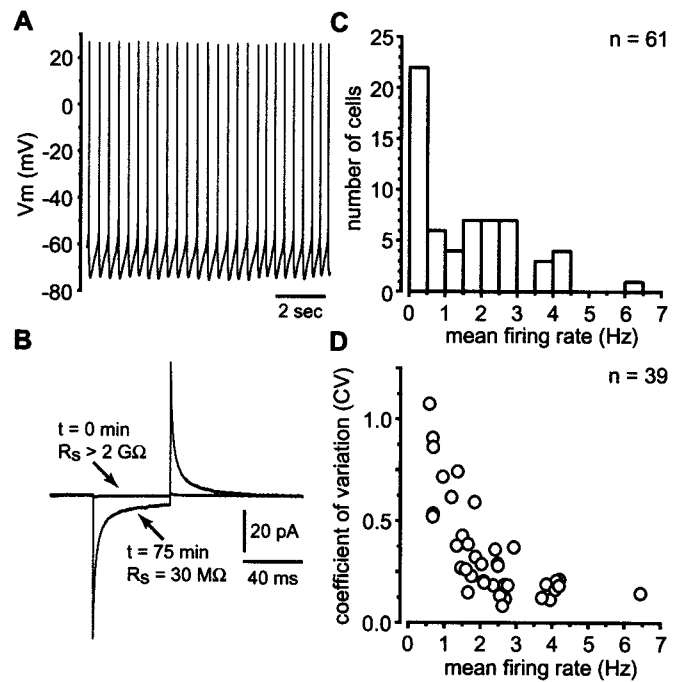 A
Vm (mV)
20
0
-20
-40
-60
-80
2 sec
B
t = 0 min
Rs > 2 GΩ
t = 75 min
Rs = 30 MΩ
20 pA
40 ms
C
n = 61
number of cells
25
20
15
10
5
0
0 1 2 3 4 5 6 7
mean firing rate (Hz)
D
n = 39
coefficient of variation (CV)
1.0
0.5
0.0
0 1 2 3 4 5 6 7
mean firing rate (Hz)